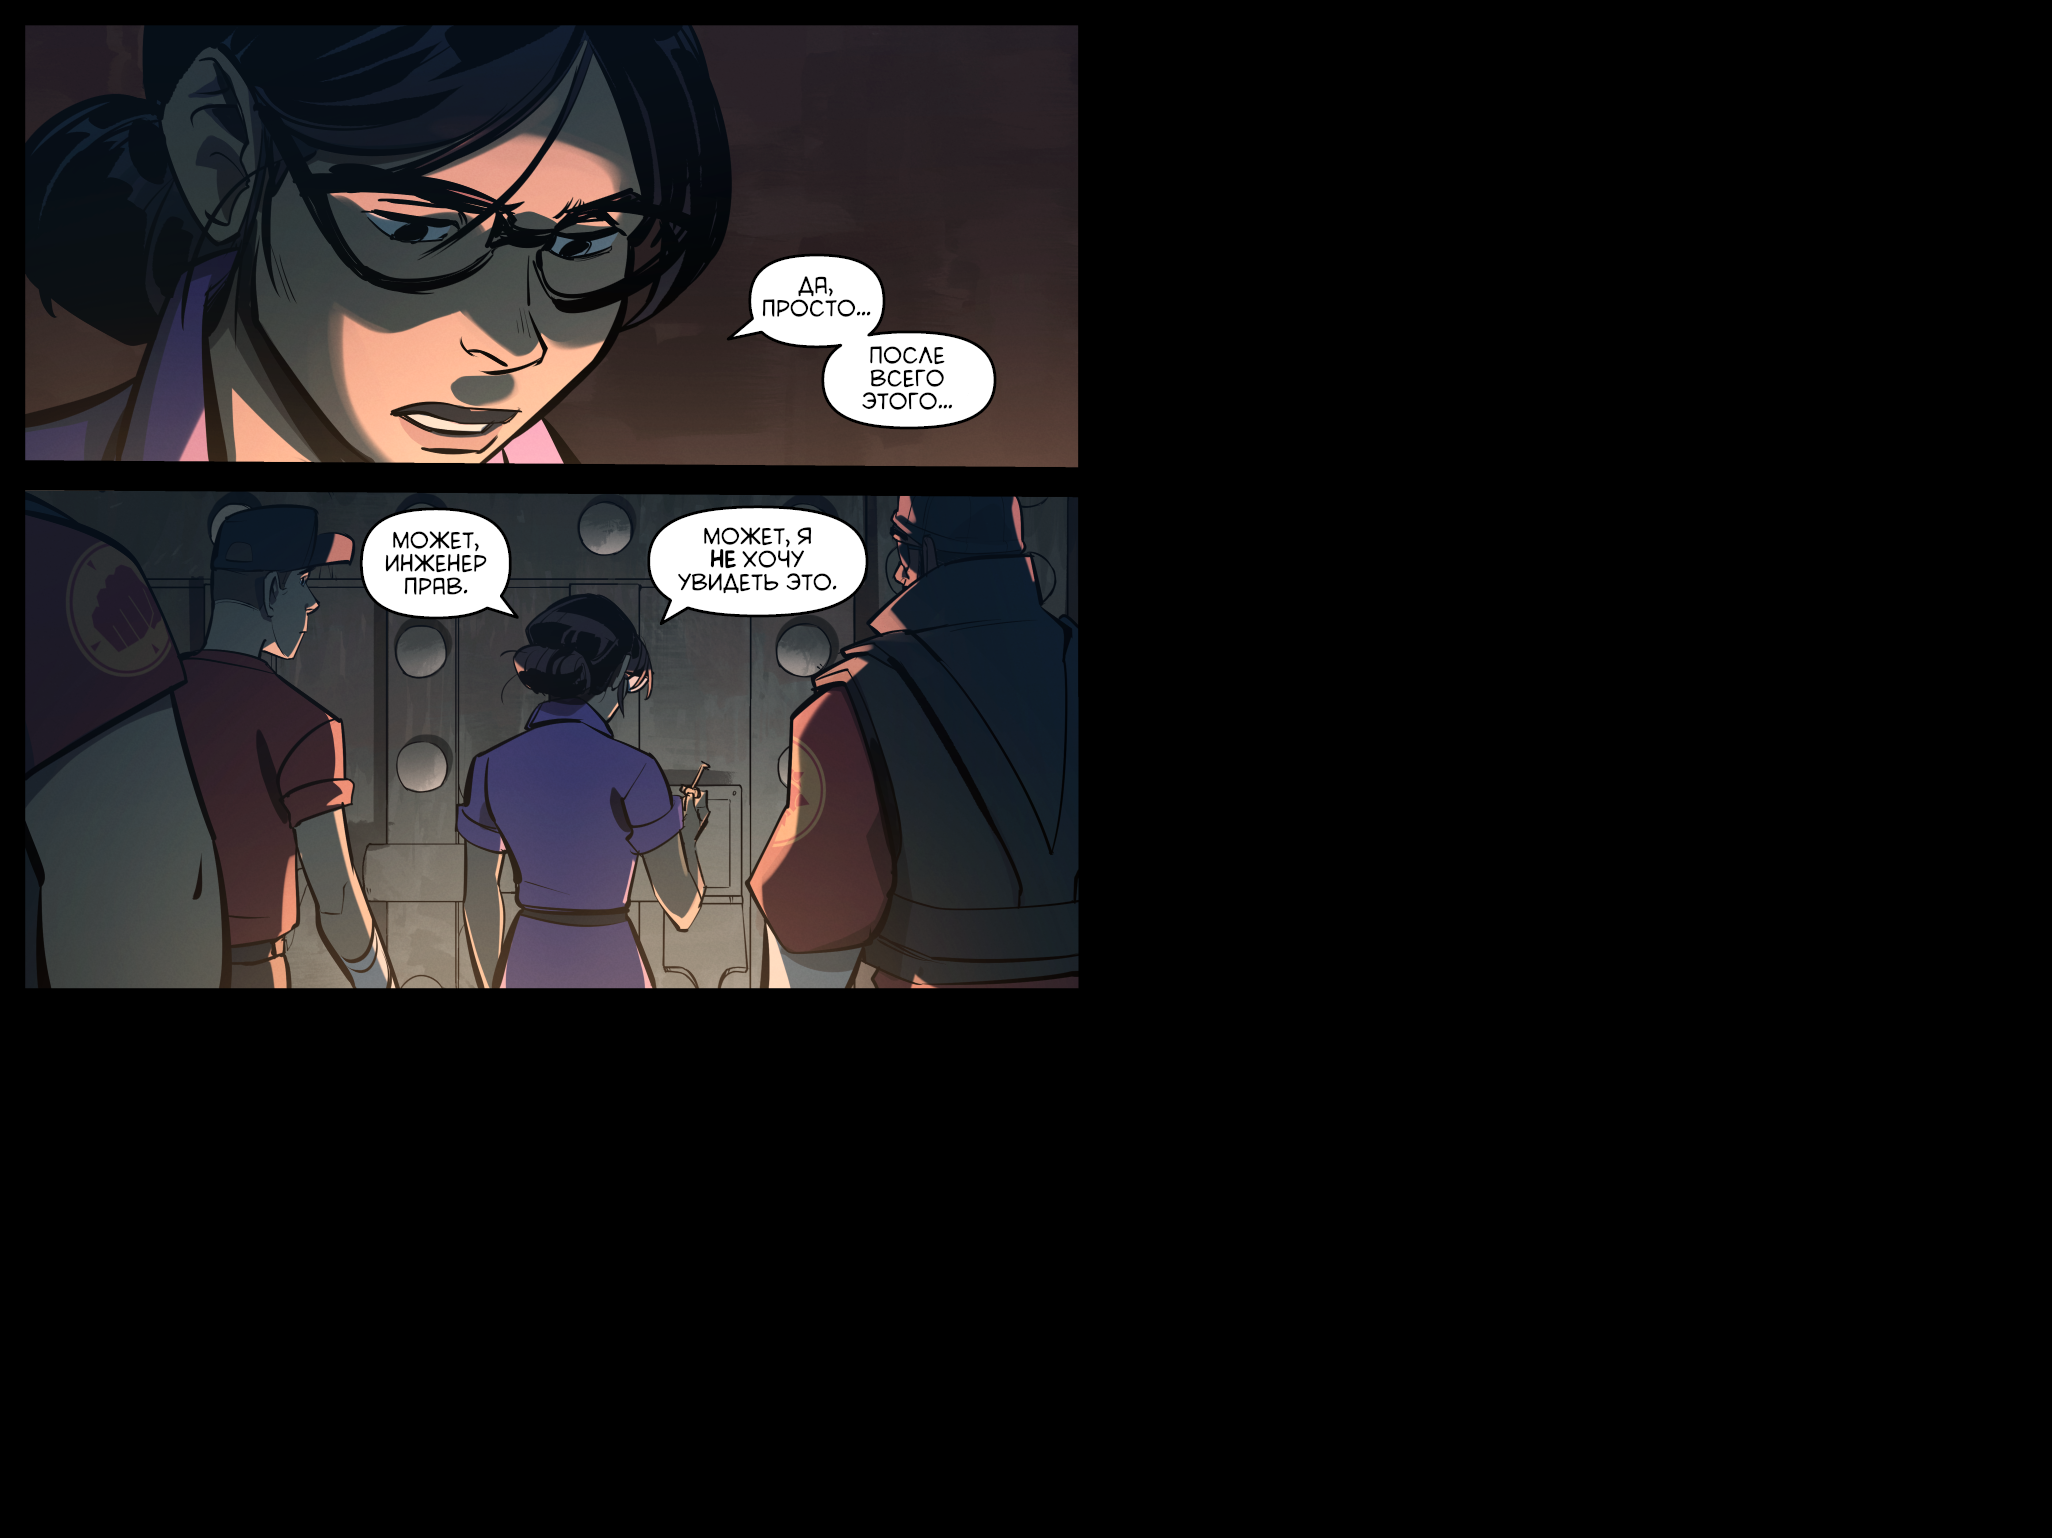 ДА,
ПРОСТО...
ПОСЛЕ
ВСЕГО
ЭТОГО...
МОЖЕТ,
ИНЖЕНЕР
ПРАВ.
МОЖЕТ, Я
НЕ ХОЧУ
УВИДЕТЬ ЭТО.